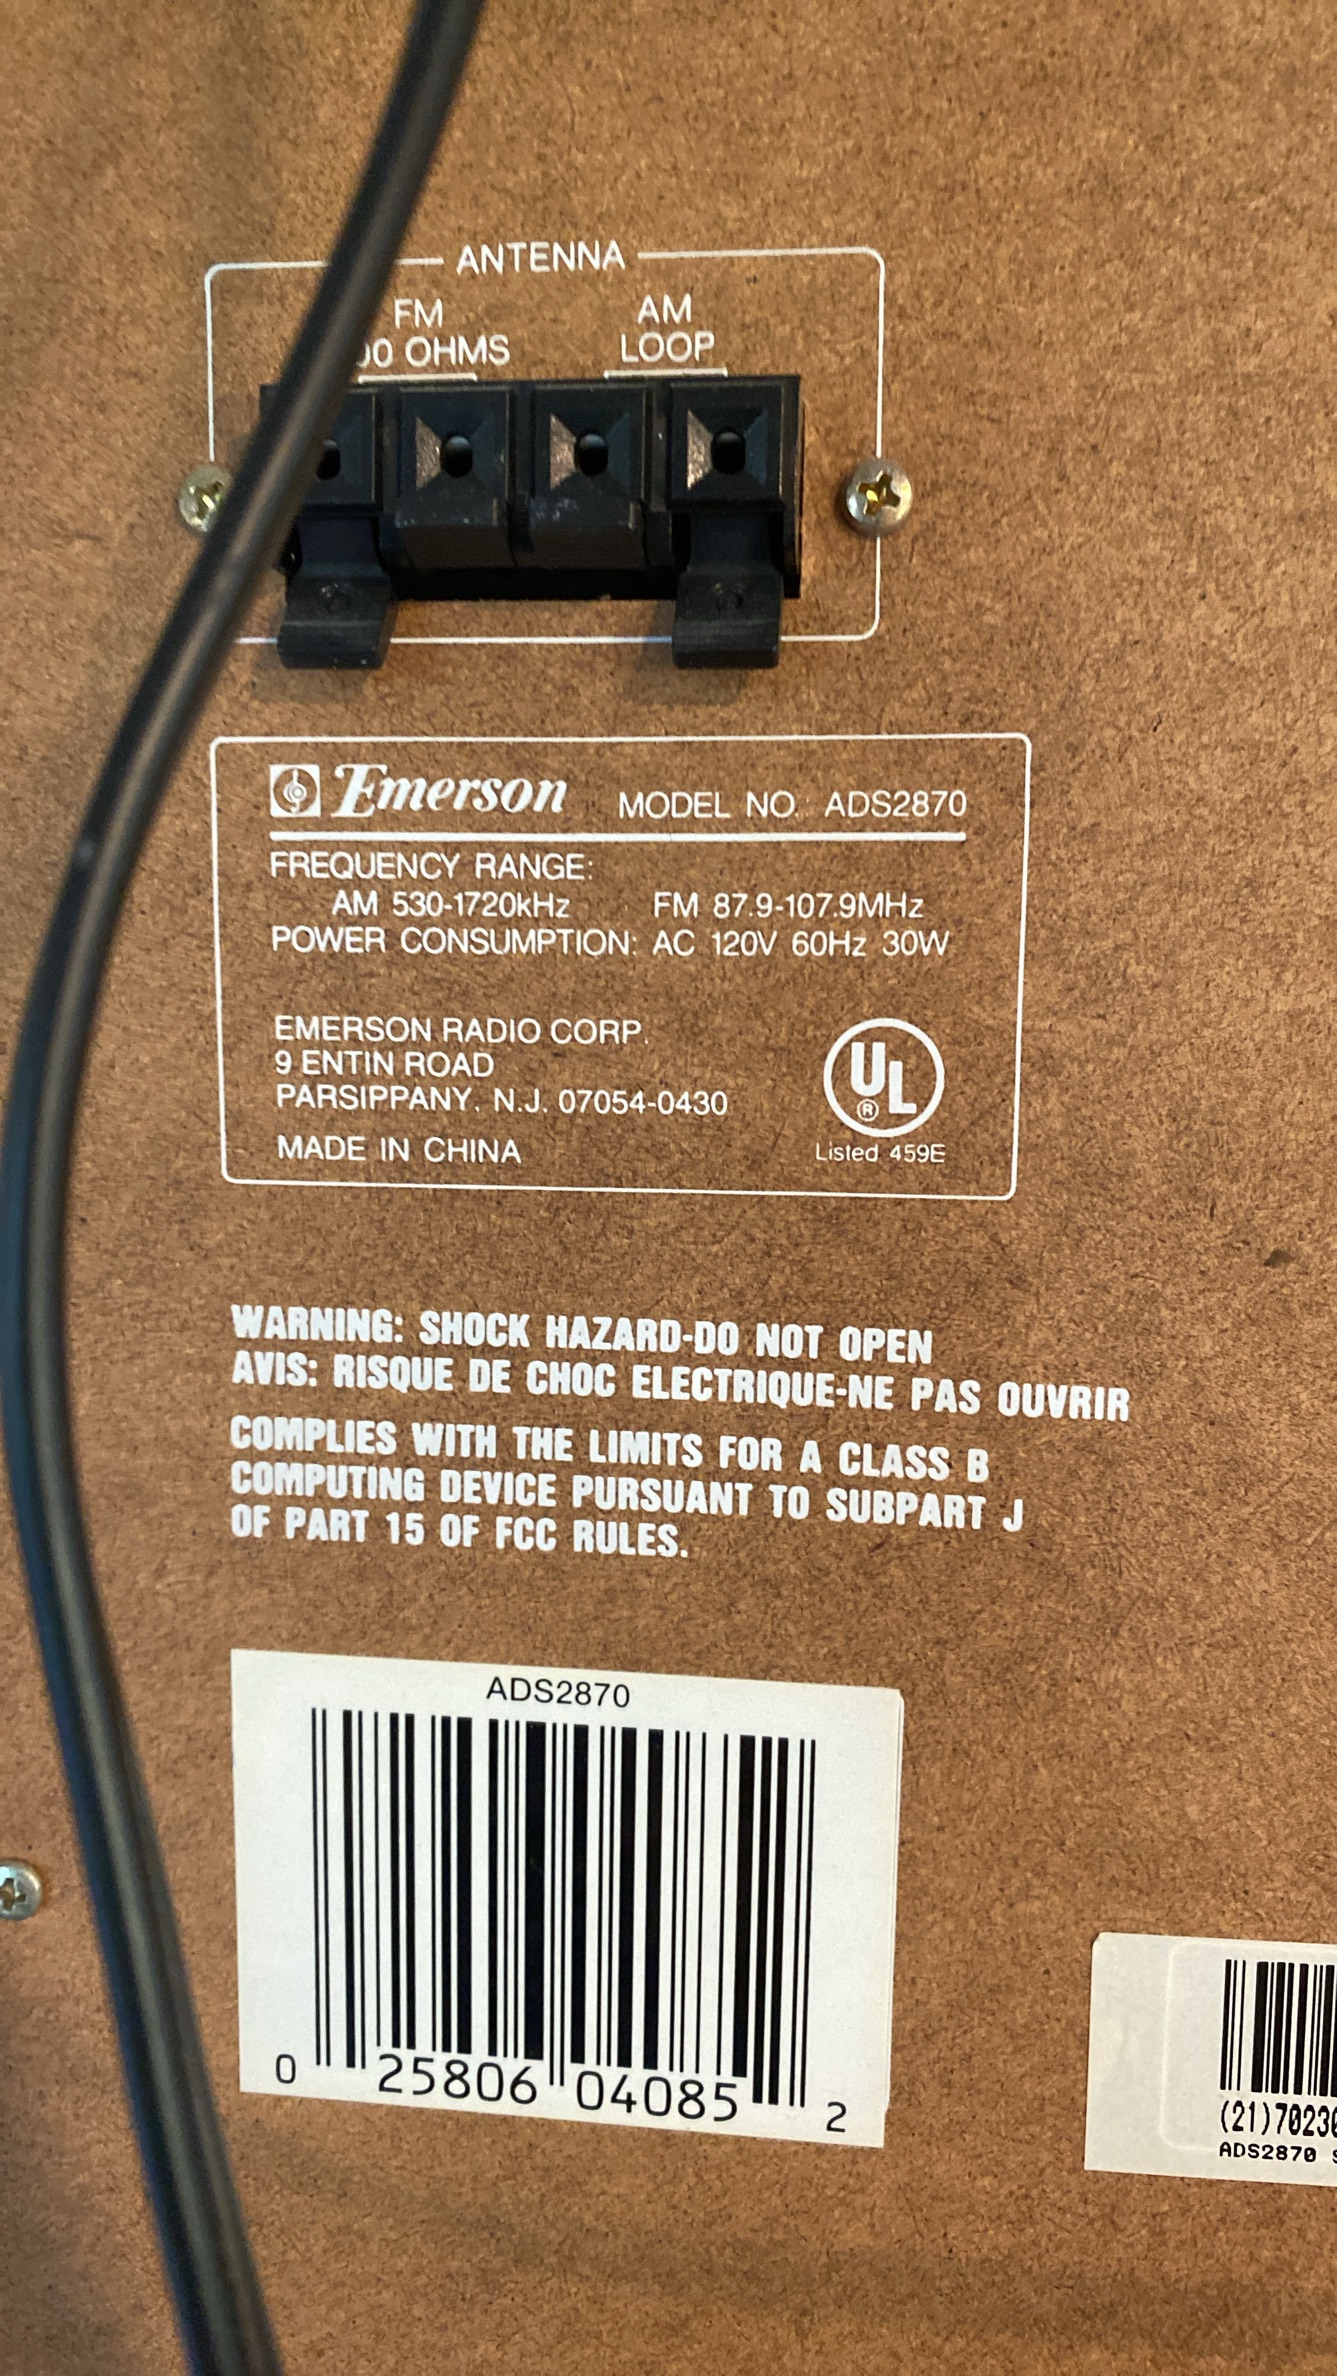 ANTENNA
FM
AM
OHMS
LOOP
Emerson MODEL NO.: ADS2870
FREQUENCY RANGE:
AM 530-1720kHz FM 87.9-107.9MHz
POWER CONSUMPTION: AC 120V 60Hz 30W
EMERSON RADIO CORP.
9 ENTIN ROAD
PARSIPPANY, N.J. 07054-0430
MADE IN CHINA
UL
®
Listed 459E
WARNING: SHOCK HAZARD-DO NOT OPEN
AVIS: RISQUE DE CHOC ELECTRIQUE-NE PAS OUVRIR
COMPLIES WITH THE LIMITS FOR A CLASS B
COMPUTING DEVICE PURSUANT TO SUBPART J
OF PART 15 OF FCC RULES.
ADS2870
0 25806 04085 2
(21)7023
ADS2870